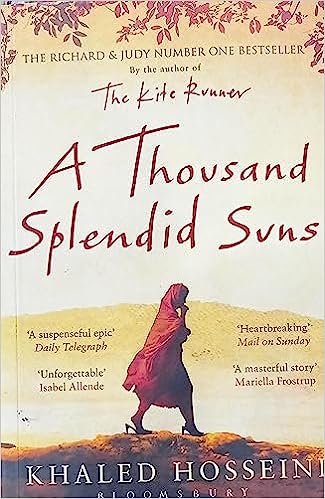 THE RICHARD & JUDY NUMBER ONE BESTSELLER
By the author of
The Kite Runner
A Thousand
Splendid Suns
'A suspenseful epic'
Daily Telegraph
'Heartbreaking'
Mail on Sunday
'Unforgettable'
Isabel Allende
'A masterful story'
Mariella Frostrup
KHALED HOSSEINI
BLOOMSBURY